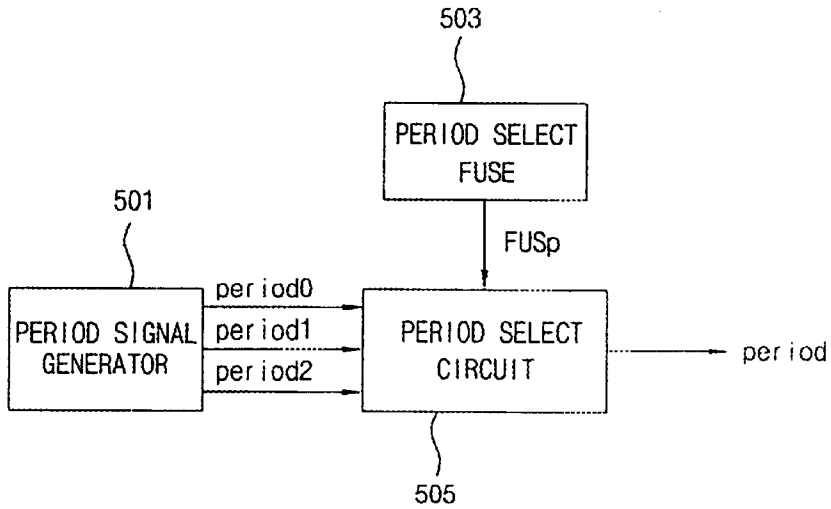 503
PERIOD SELECT
FUSE
501
FUSp
period0
period1
period2
PERIOD SIGNAL
GENERATOR
PERIOD SELECT
CIRCUIT
period
505